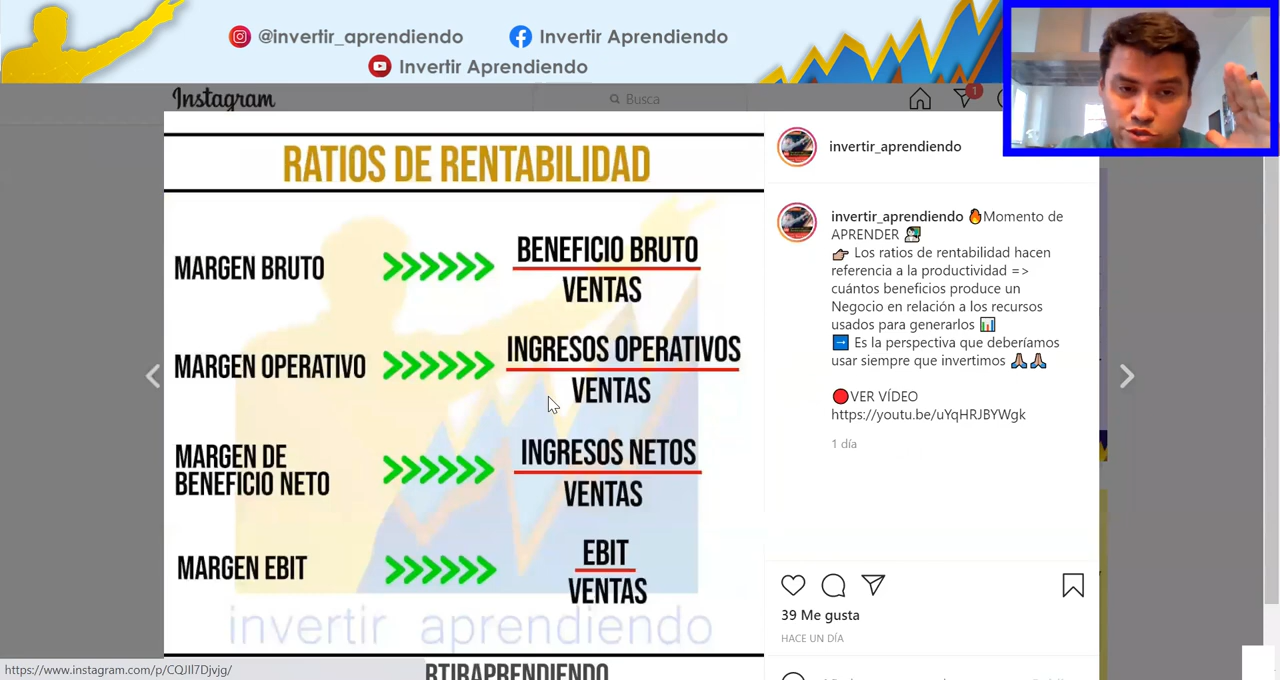 @invertir_aprendiendo
Invertir Aprendiendo
Invertir Aprendiendo
Instagram
Busca
1
RATIOS DE RENTABILIDAD
MARGEN BRUTO
BENEFICIO BRUTO
VENTAS
MARGEN OPERATIVO
INGRESOS OPERATIVOS
VENTAS
MARGEN DE
BENEFICIO NETO
INGRESOS NETOS
VENTAS
MARGEN EBIT
EBIT
VENTAS
invertir aprendiendo
RTIRAPRENDIENDO
invertir_aprendiendo
invertir_aprendiendo 🔥Momento de
APRENDER 👨‍🏫
👉🏽 Los ratios de rentabilidad hacen
referencia a la productividad =>
cuántos beneficios produce un
Negocio en relación a los recursos
usados para generarlos 📊
➡️ Es la perspectiva que deberíamos
usar siempre que invertimos 🙏🏽🙏🏽
🔴VER VÍDEO
https://youtu.be/uYqHRJBYWgk
1 día
39 Me gusta
HACE UN DÍA
https://www.instagram.com/p/CQJIl7Djvjg/